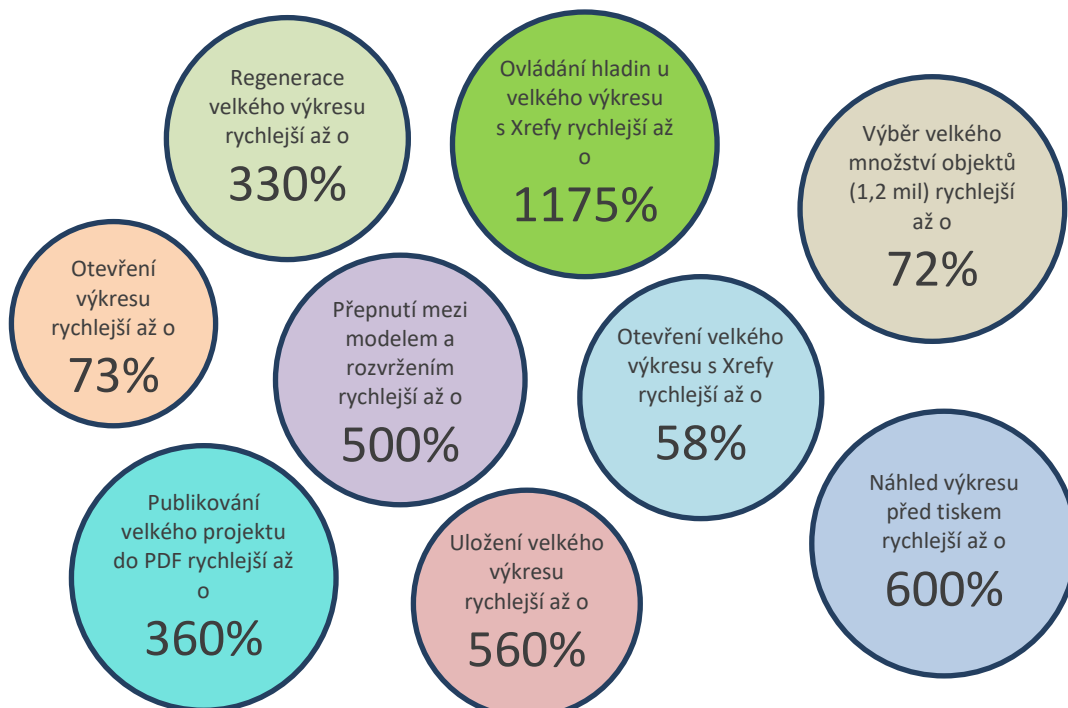 Regenerace
velkého výkresu
rychlejší až o
330%
Ovládání hladin u
velkého výkresu
s Xrefy rychlejší až
o
1175%
Výběr velkého
množství objektů
(1,2 mil) rychlejší
až o
72%
Otevření
výkresu
rychlejší až o
73%
Přepnutí mezi
modelem a
rozvržením
rychlejší až o
500%
Otevření velkého
výkresu s Xrefy
rychlejší až o
58%
Publikování
velkého projektu
do PDF rychlejší až
o
360%
Uložení velkého
výkresu
rychlejší až o
560%
Náhled výkresu
před tiskem
rychlejší až o
600%